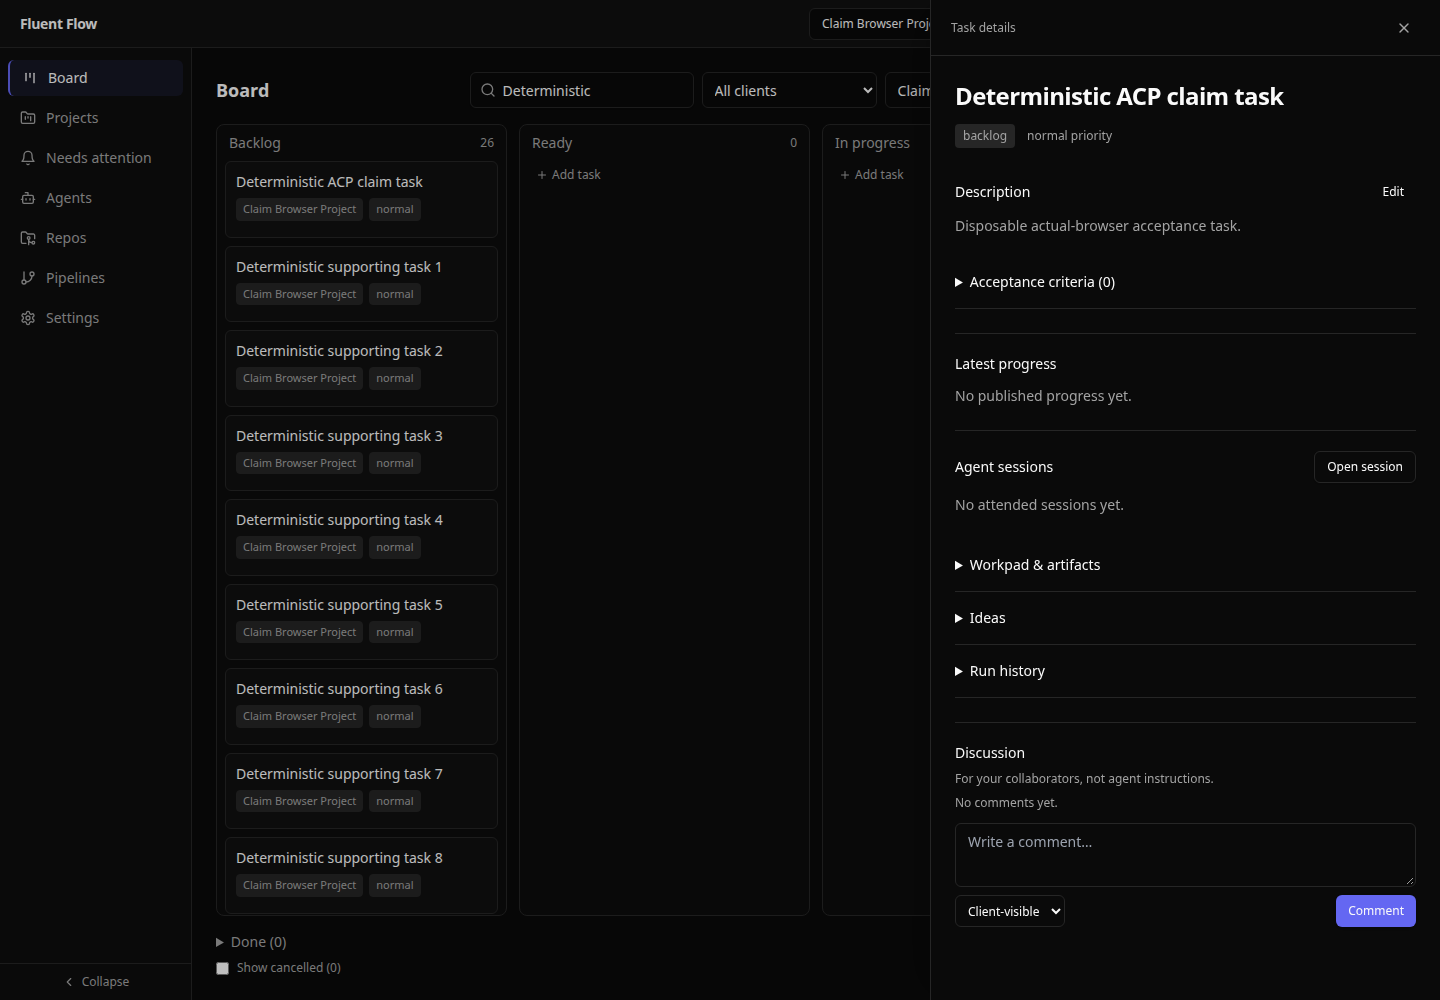 Fluent Flow
Claim Browser Proj
Board
Projects
Needs attention
Agents
Repos
Pipelines
Settings
Collapse
Board
Deterministic
All clients
Claim
Backlog 26
Deterministic ACP claim task
Claim Browser Project normal
Deterministic supporting task 1
Claim Browser Project normal
Deterministic supporting task 2
Claim Browser Project normal
Deterministic supporting task 3
Claim Browser Project normal
Deterministic supporting task 4
Claim Browser Project normal
Deterministic supporting task 5
Claim Browser Project normal
Deterministic supporting task 6
Claim Browser Project normal
Deterministic supporting task 7
Claim Browser Project normal
Deterministic supporting task 8
Claim Browser Project normal
Ready 0
+ Add task
In progress
+ Add task
Done (0)
Show cancelled (0)
Task details
Deterministic ACP claim task
backlog normal priority
Description Edit
Disposable actual-browser acceptance task.
Acceptance criteria (0)
Latest progress
No published progress yet.
Agent sessions Open session
No attended sessions yet.
Workpad & artifacts
Ideas
Run history
Discussion
For your collaborators, not agent instructions.
No comments yet.
Write a comment...
Client-visible Comment